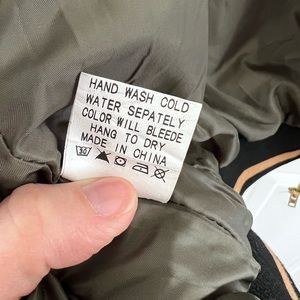 HAND WASH COLD
WATER SEPATELY
COLOR WILL BLEEDE
HANG TO DRY
MADE IN CHINA